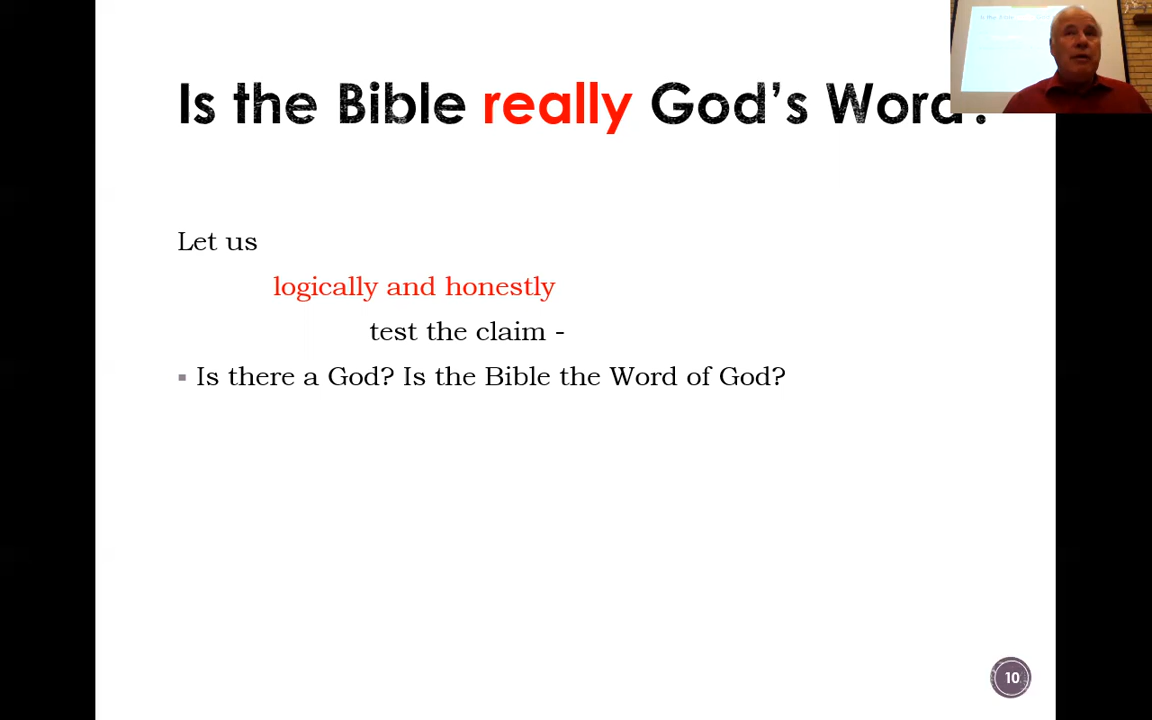 Is the Bible really God's Word?
Let us
logically and honestly
test the claim -
▪ Is there a God? Is the Bible the Word of God?
10